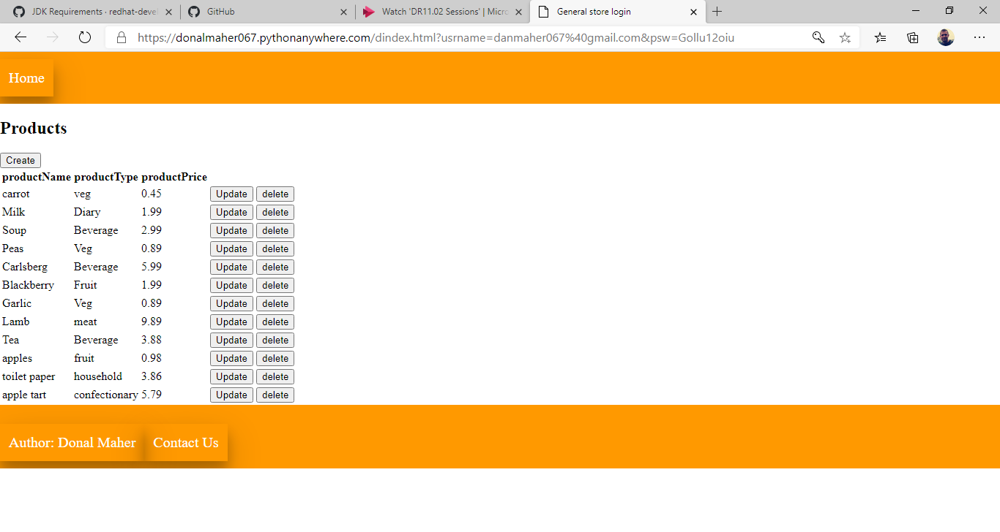 JDK Requirements · redhat-deve
GitHub
Watch 'DR11.02 Sessions' | Micro
General store login
https://donalmaher067.pythonanywhere.com/dindex.html?usrname=danmaher067%40gmail.com&psw=Gollu12oiu
Home
Products
Create
productName productType productPrice
carrot veg 0.45 Update delete
Milk Diary 1.99 Update delete
Soup Beverage 2.99 Update delete
Peas Veg 0.89 Update delete
Carlsberg Beverage 5.99 Update delete
Blackberry Fruit 1.99 Update delete
Garlic Veg 0.89 Update delete
Lamb meat 9.89 Update delete
Tea Beverage 3.88 Update delete
apples fruit 0.98 Update delete
toilet paper household 3.86 Update delete
apple tart confectionary 5.79 Update delete
Author: Donal Maher Contact Us